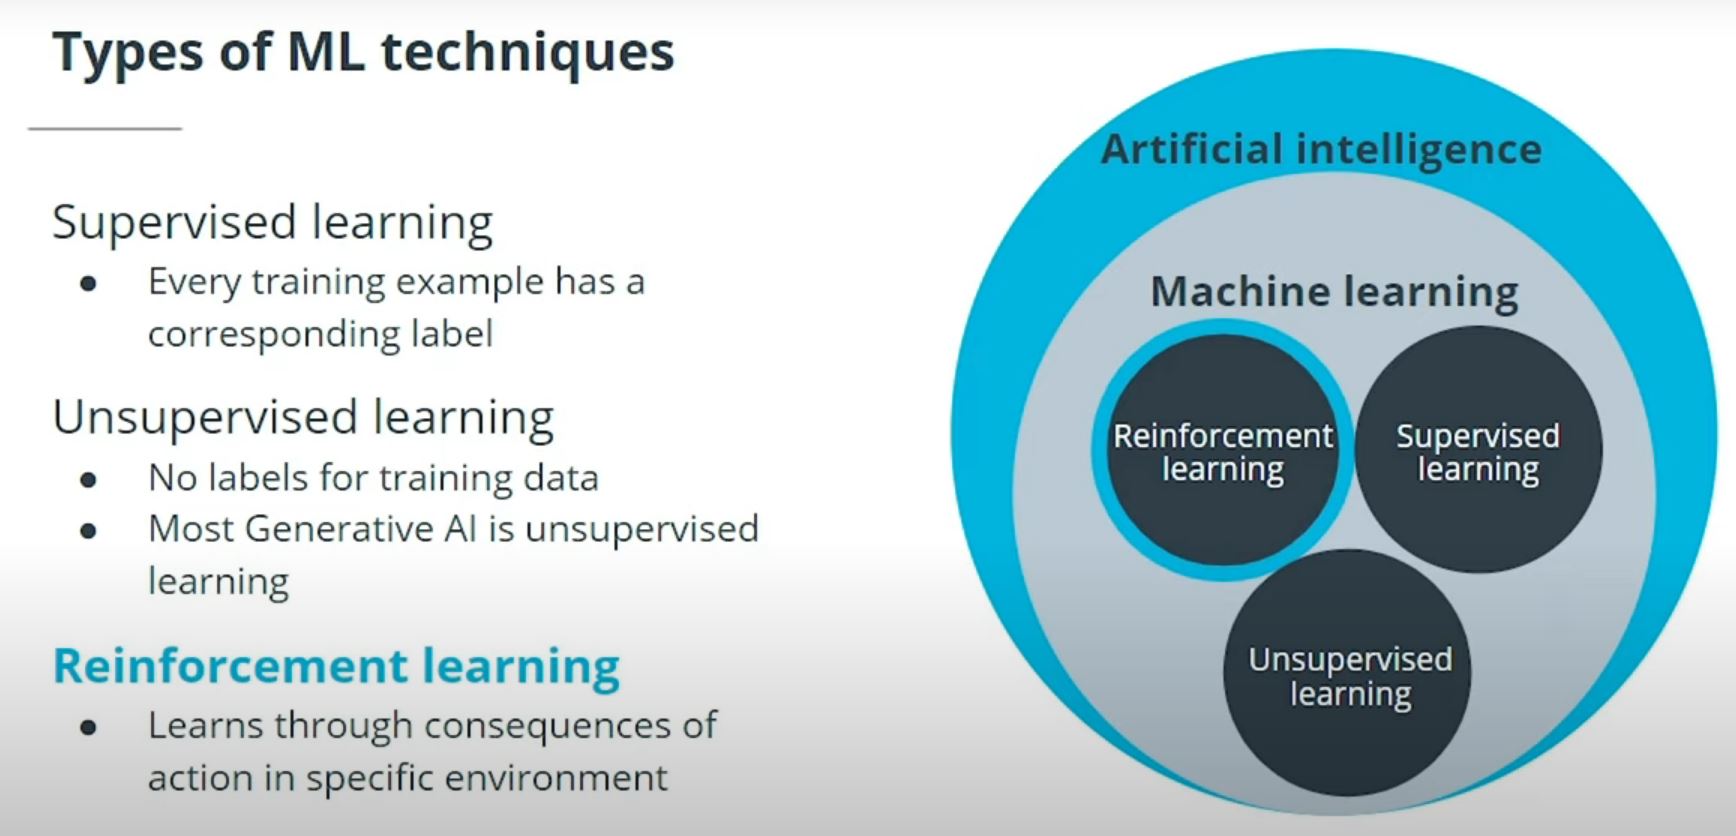 Types of ML techniques
Supervised learning
● Every training example has a
corresponding label
Unsupervised learning
● No labels for training data
● Most Generative AI is unsupervised
learning
Reinforcement learning
● Learns through consequences of
action in specific environment
Artificial intelligence
Machine learning
Reinforcement
learning
Supervised
learning
Unsupervised
learning